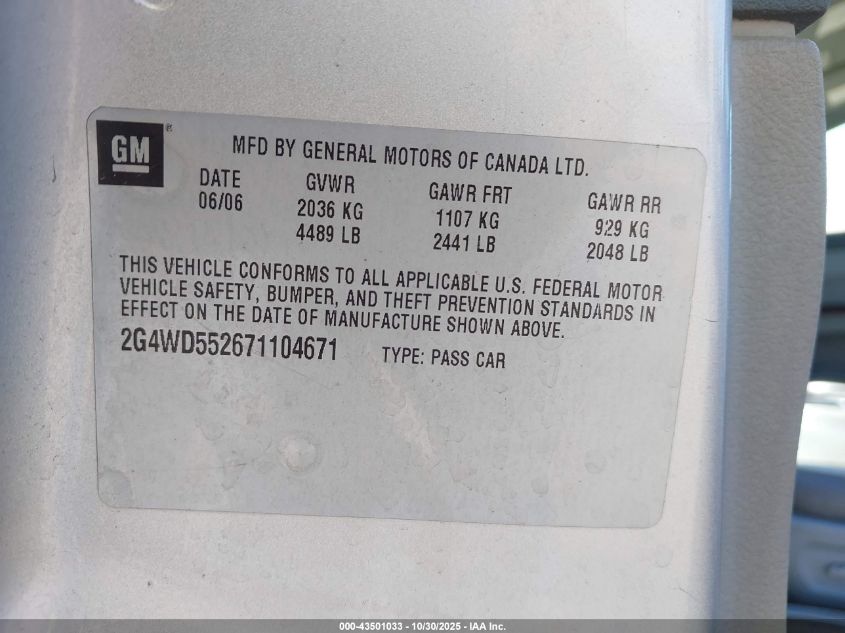 GM®
MFD BY GENERAL MOTORS OF CANADA LTD.
DATE GVWR GAWR FRT GAWR RR
06/06 2036 KG 1107 KG 929 KG
4489 LB 2441 LB 2048 LB
THIS VEHICLE CONFORMS TO ALL APPLICABLE U.S. FEDERAL MOTOR
VEHICLE SAFETY, BUMPER, AND THEFT PREVENTION STANDARDS IN
EFFECT ON THE DATE OF MANUFACTURE SHOWN ABOVE.
2G4WD552671104671 TYPE: PASS CAR
000-43501033 - 10/30/2025 - IAA Inc.